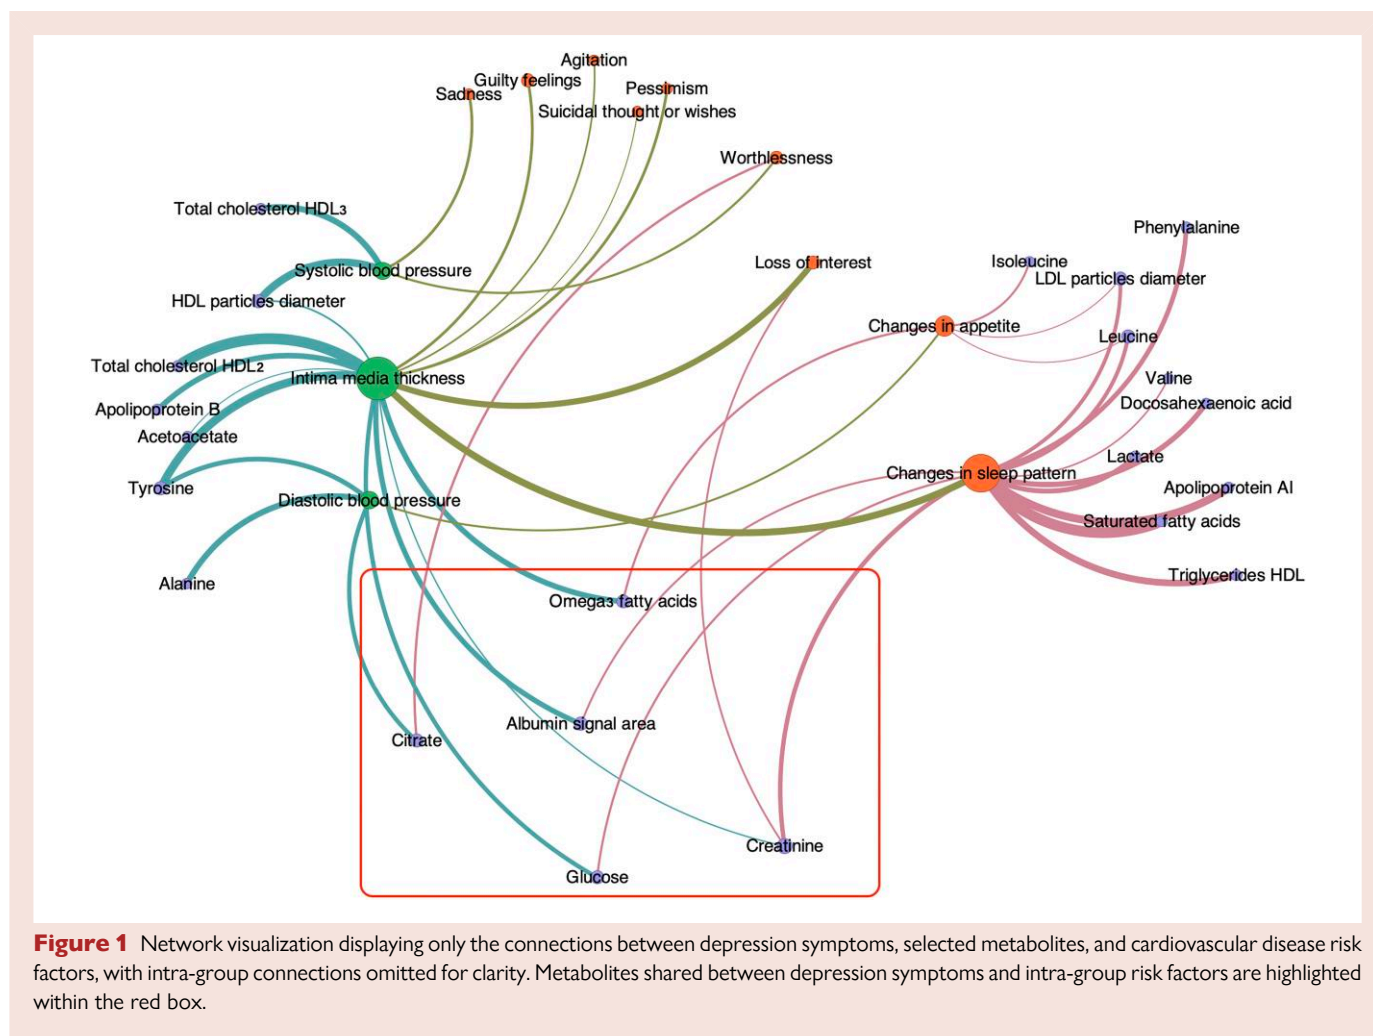 Agitation
Guilty feelings
Pessimism
Sadness
Suicidal thought or wishes
Worthlessness
Total cholesterol HDL3
Phenylalanine
Systolic blood pressure
Loss of interest
Isoleucine
LDL particles diameter
HDL particles diameter
Changes in appetite
Leucine
Total cholesterol HDL2
Intima media thickness
Valine
Apolipoprotein B
Docosahexaenoic acid
Acetoacetate
Lactate
Changes in sleep pattern
Tyrosine
Apolipoprotein AI
Diastolic blood pressure
Saturated fatty acids
Alanine
Triglycerides HDL
Omega3 fatty acids
Albumin signal area
Citrate
Creatinine
Glucose
Figure 1 Network visualization displaying only the connections between depression symptoms, selected metabolites, and cardiovascular disease risk
factors, with intra-group connections omitted for clarity. Metabolites shared between depression symptoms and intra-group risk factors are highlighted
within the red box.